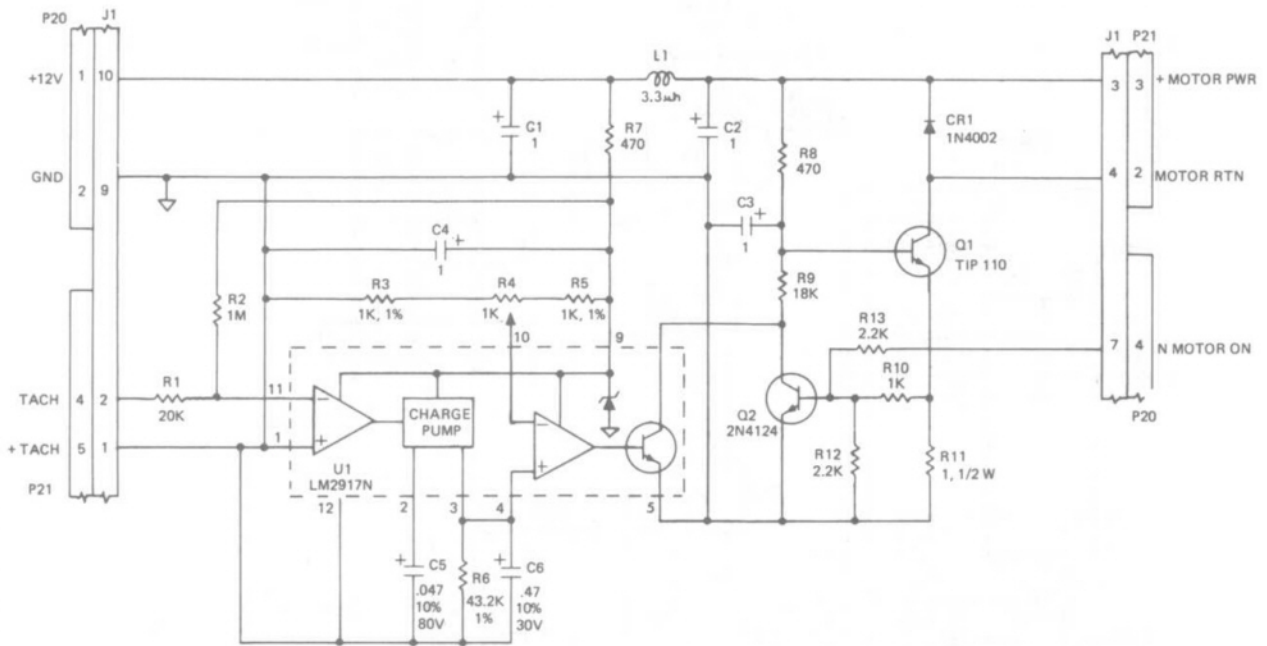 P20 J1
J1 P21
+12V 1 10
L1
3.3μh
3 3 + MOTOR PWR
+ C1
1
R7
470
+ C2
1
R8
470
CR1
1N4002
GND 2 9
4 2 MOTOR RTN
C4 +
1
C3 +
1
Q1
TIP 110
R2
1M
R3
1K, 1%
R4
1K
R5
1K, 1%
R9
18K
10 9
R13
2.2K
7 4 N MOTOR ON
R10
1K
TACH 4 2
R1
20K
11
−
+
CHARGE
PUMP
−
+
Q2
2N4124
P20
+ TACH 5 1
1
R12
2.2K
R11
1, 1/2 W
P21
U1
LM2917N
12 2 3 4 5
+ C5
.047
10%
80V
R6
43.2K
1%
+ C6
.47
10%
30V